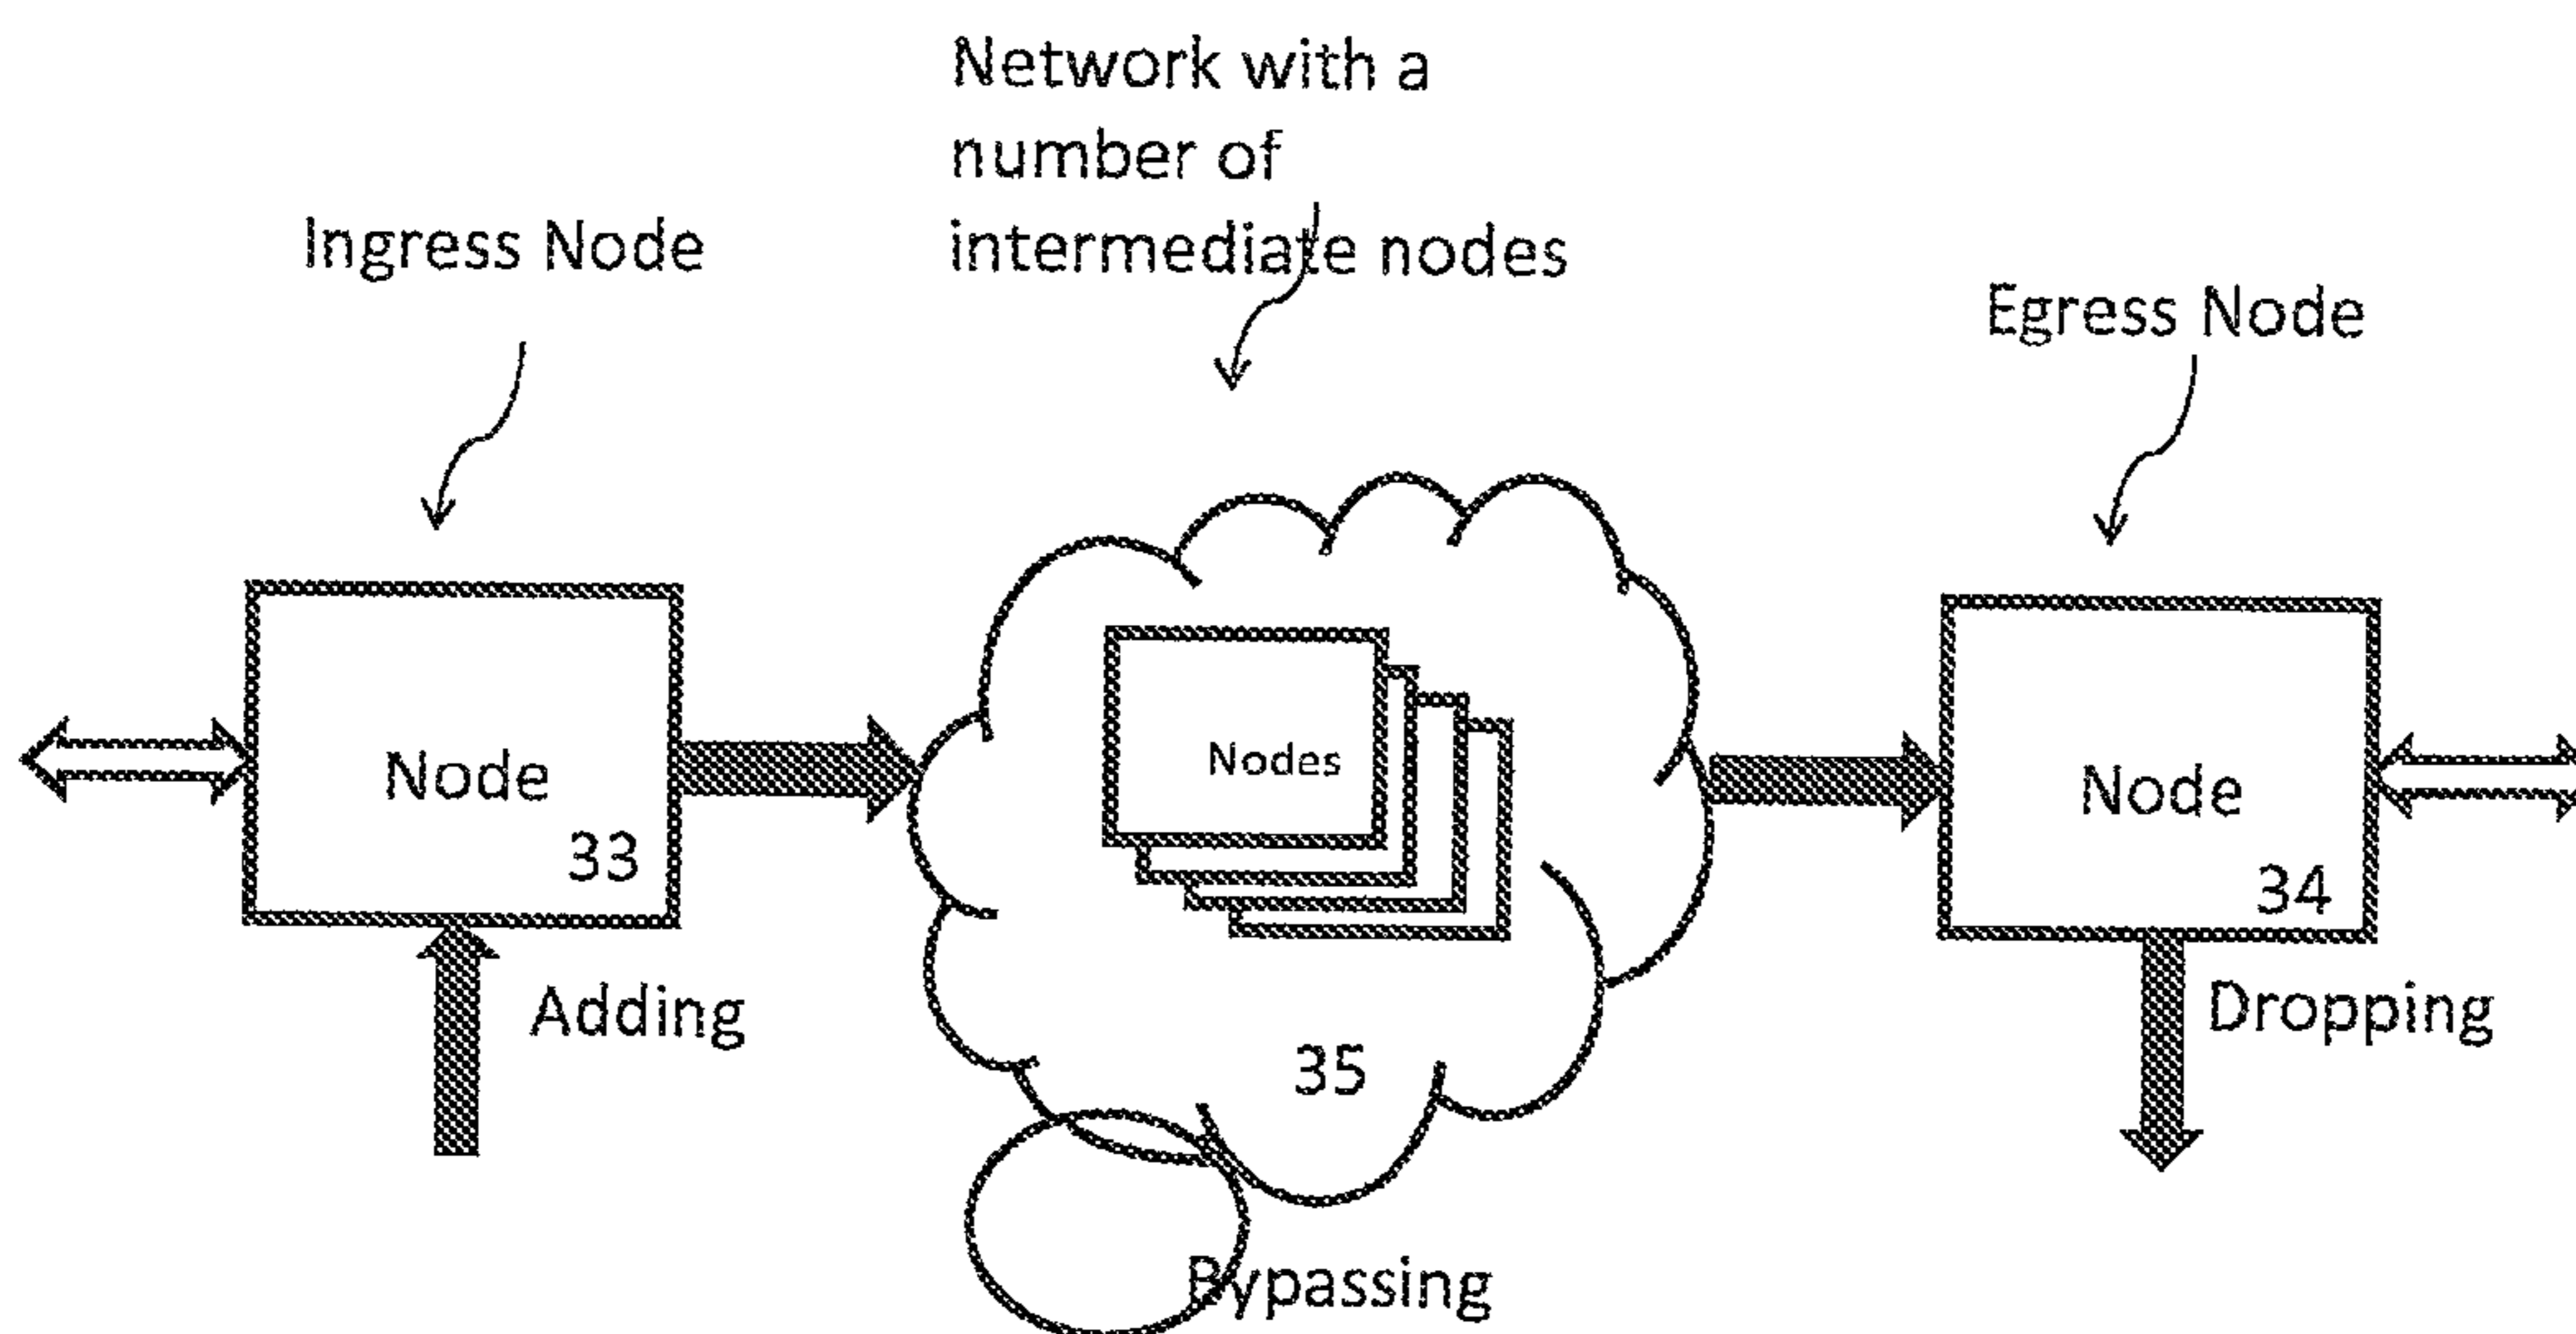 Network with a
number of
intermediate nodes
Ingress Node
Egress Node
Node
33
Nodes
Node
34
Adding
35
Dropping
Bypassing